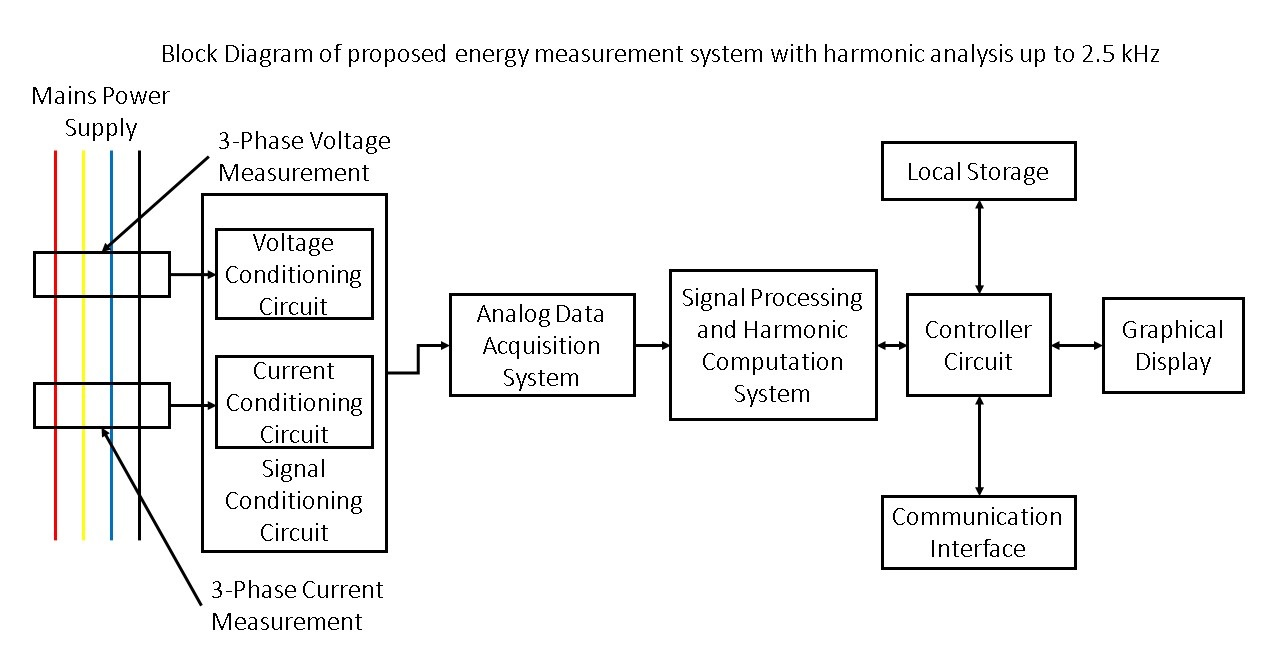 Block Diagram of proposed energy measurement system with harmonic analysis up to 2.5 kHz
Mains Power
Supply
3-Phase Voltage
Measurement
Voltage
Conditioning
Circuit
Current
Conditioning
Circuit
Signal
Conditioning
Circuit
3-Phase Current
Measurement
Analog Data
Acquisition
System
Signal Processing
and Harmonic
Computation
System
Local Storage
Controller
Circuit
Graphical
Display
Communication
Interface